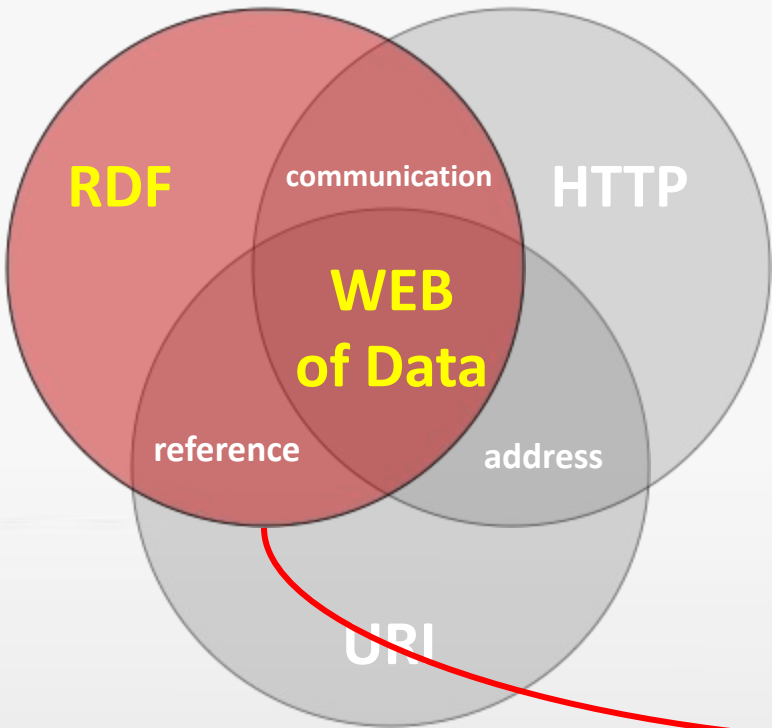 RDF
communication
HTTP
WEB
of Data
reference
address
URI